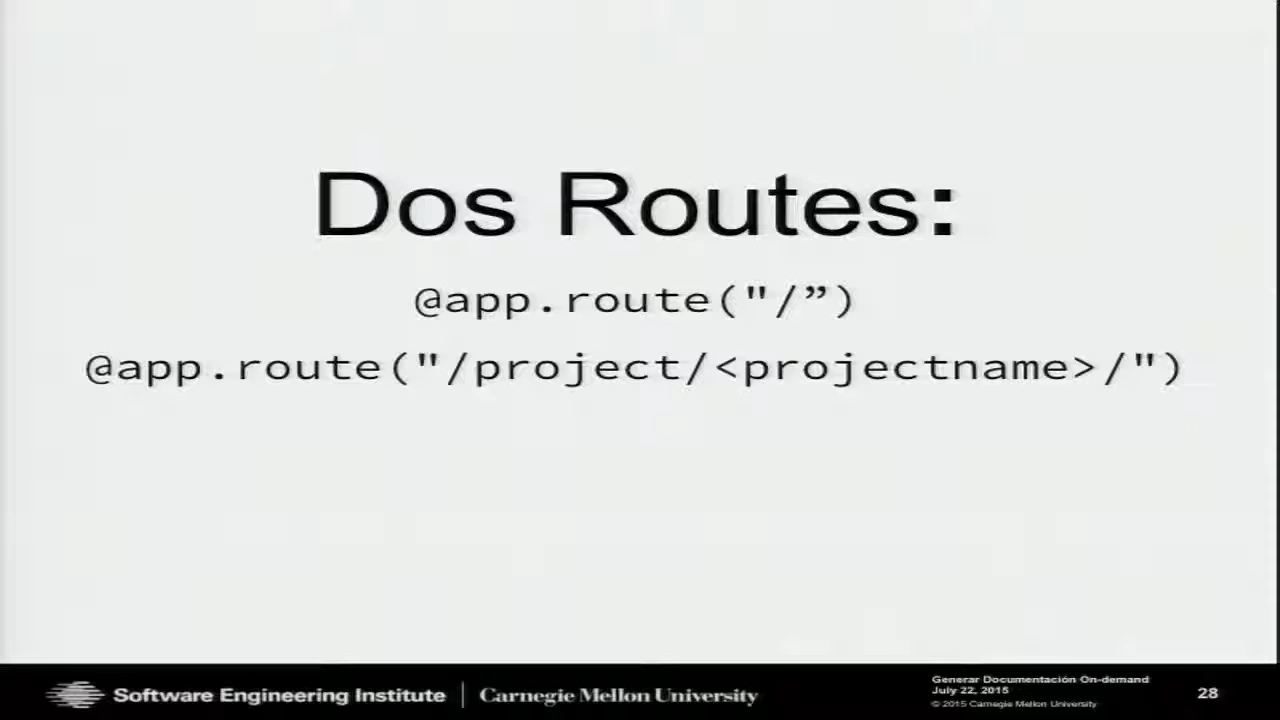 Dos Routes:
@app.route("/”)
@app.route("/project/<projectname>/")
Software Engineering Institute
Carnegie Mellon University
Generar Documentación On-demand
July 22, 2015
© 2015 Carnegie Mellon University
28